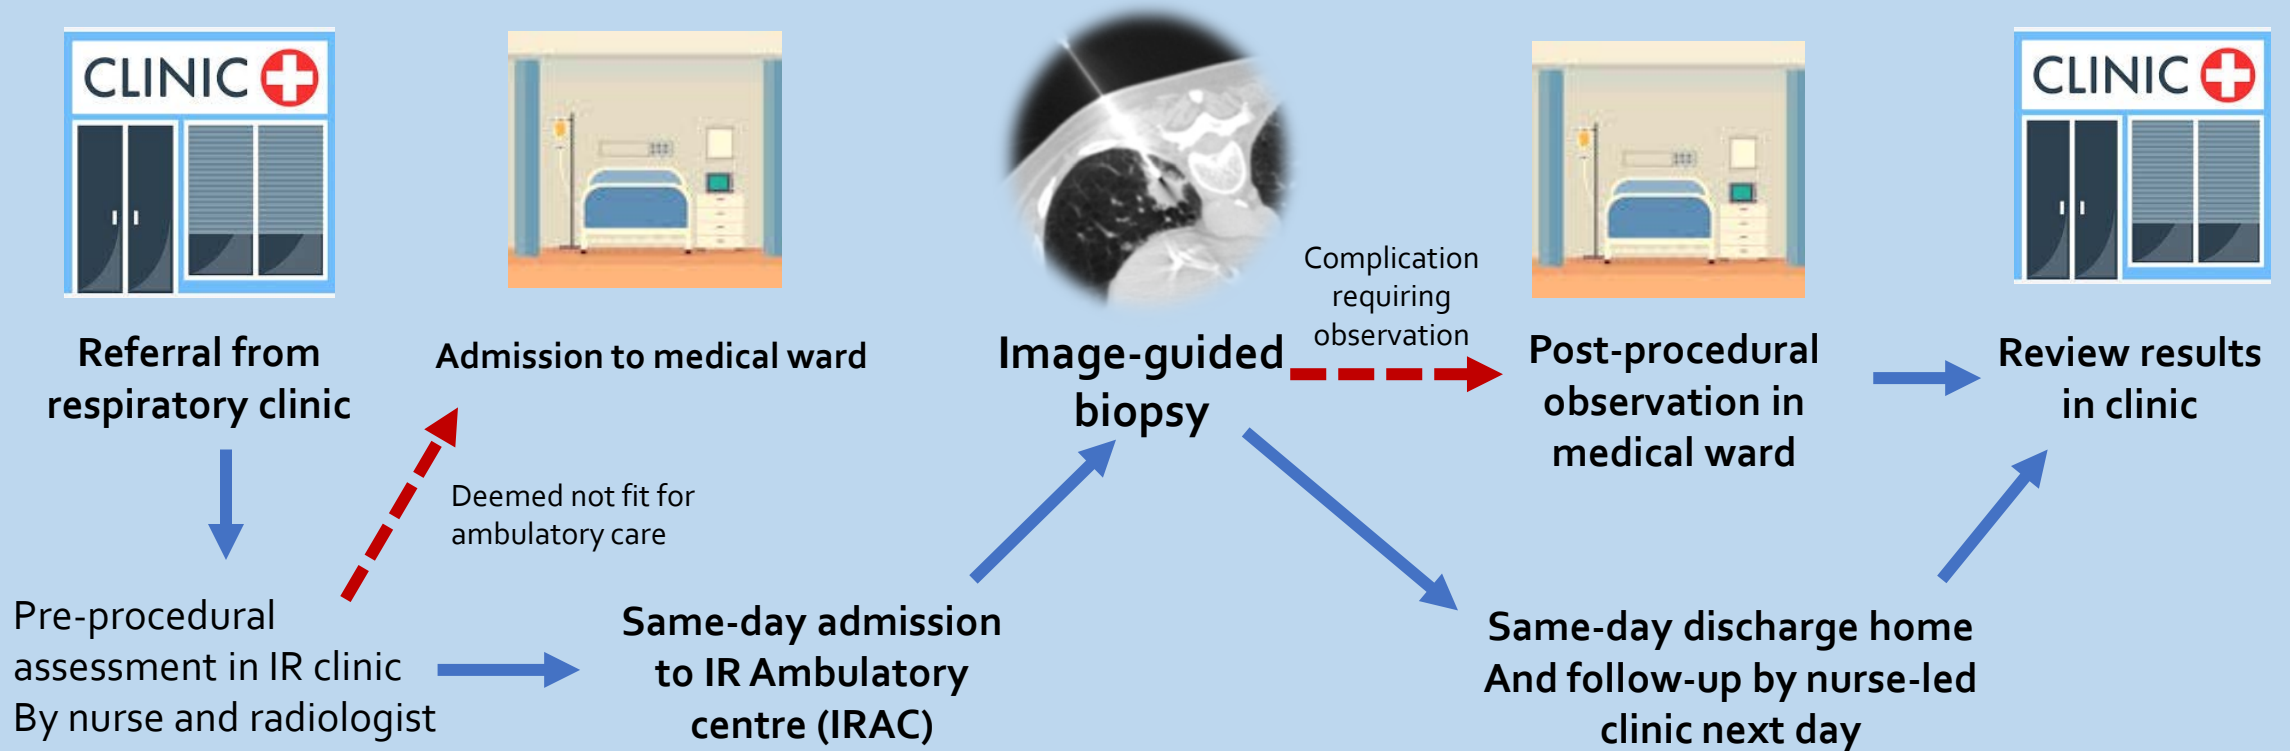 CLINIC
Referral from
respiratory clinic
Pre-procedural
assessment in IR clinic
By nurse and radiologist
Deemed not fit for
ambulatory care
Admission to medical ward
Same-day admission
to IR Ambulatory
centre (IRAC)
Image-guided
biopsy
Complication
requiring
observation
Post-procedural
observation in
medical ward
Same-day discharge home
And follow-up by nurse-led
clinic next day
CLINIC
Review results
in clinic